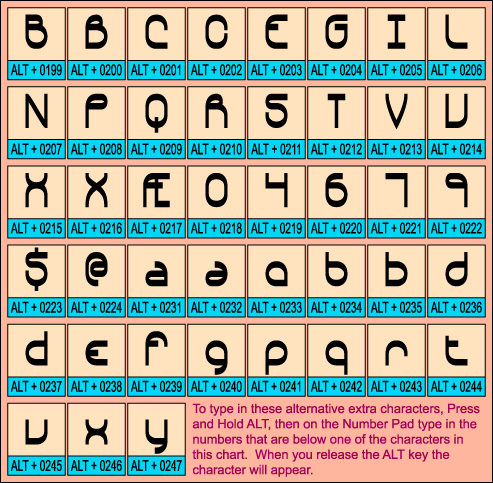 B B C C E G I L
ALT + 0199 ALT + 0200 ALT + 0201 ALT + 0202 ALT + 0203 ALT + 0204 ALT + 0205 ALT + 0206
N P Q R S T V U
ALT + 0207 ALT + 0208 ALT + 0209 ALT + 0210 ALT + 0211 ALT + 0212 ALT + 0213 ALT + 0214
X X Æ 0 4 6 7 9
ALT + 0215 ALT + 0216 ALT + 0217 ALT + 0218 ALT + 0219 ALT + 0220 ALT + 0221 ALT + 0222
$ @ a a a b b d
ALT + 0223 ALT + 0224 ALT + 0231 ALT + 0232 ALT + 0233 ALT + 0234 ALT + 0235 ALT + 0236
d e f g p q r t
ALT + 0237 ALT + 0238 ALT + 0239 ALT + 0240 ALT + 0241 ALT + 0242 ALT + 0243 ALT + 0244
u x y
ALT + 0245 ALT + 0246 ALT + 0247
To type in these alternative extra characters, Press
and Hold ALT, then on the Number Pad type in the
numbers that are below one of the characters in
this chart. When you release the ALT key the
character will appear.